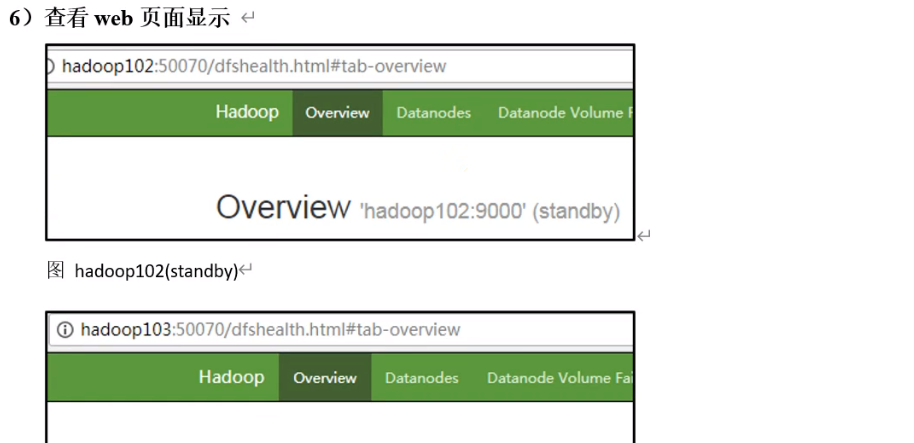 6）查看 web 页面显示
hadoop102:50070/dfshealth.html#tab-overview
Hadoop Overview Datanodes Datanode Volume
Overview 'hadoop102:9000' (standby)
图 hadoop102(standby)
hadoop103:50070/dfshealth.html#tab-overview
Hadoop Overview Datanodes Datanode Volume Fai